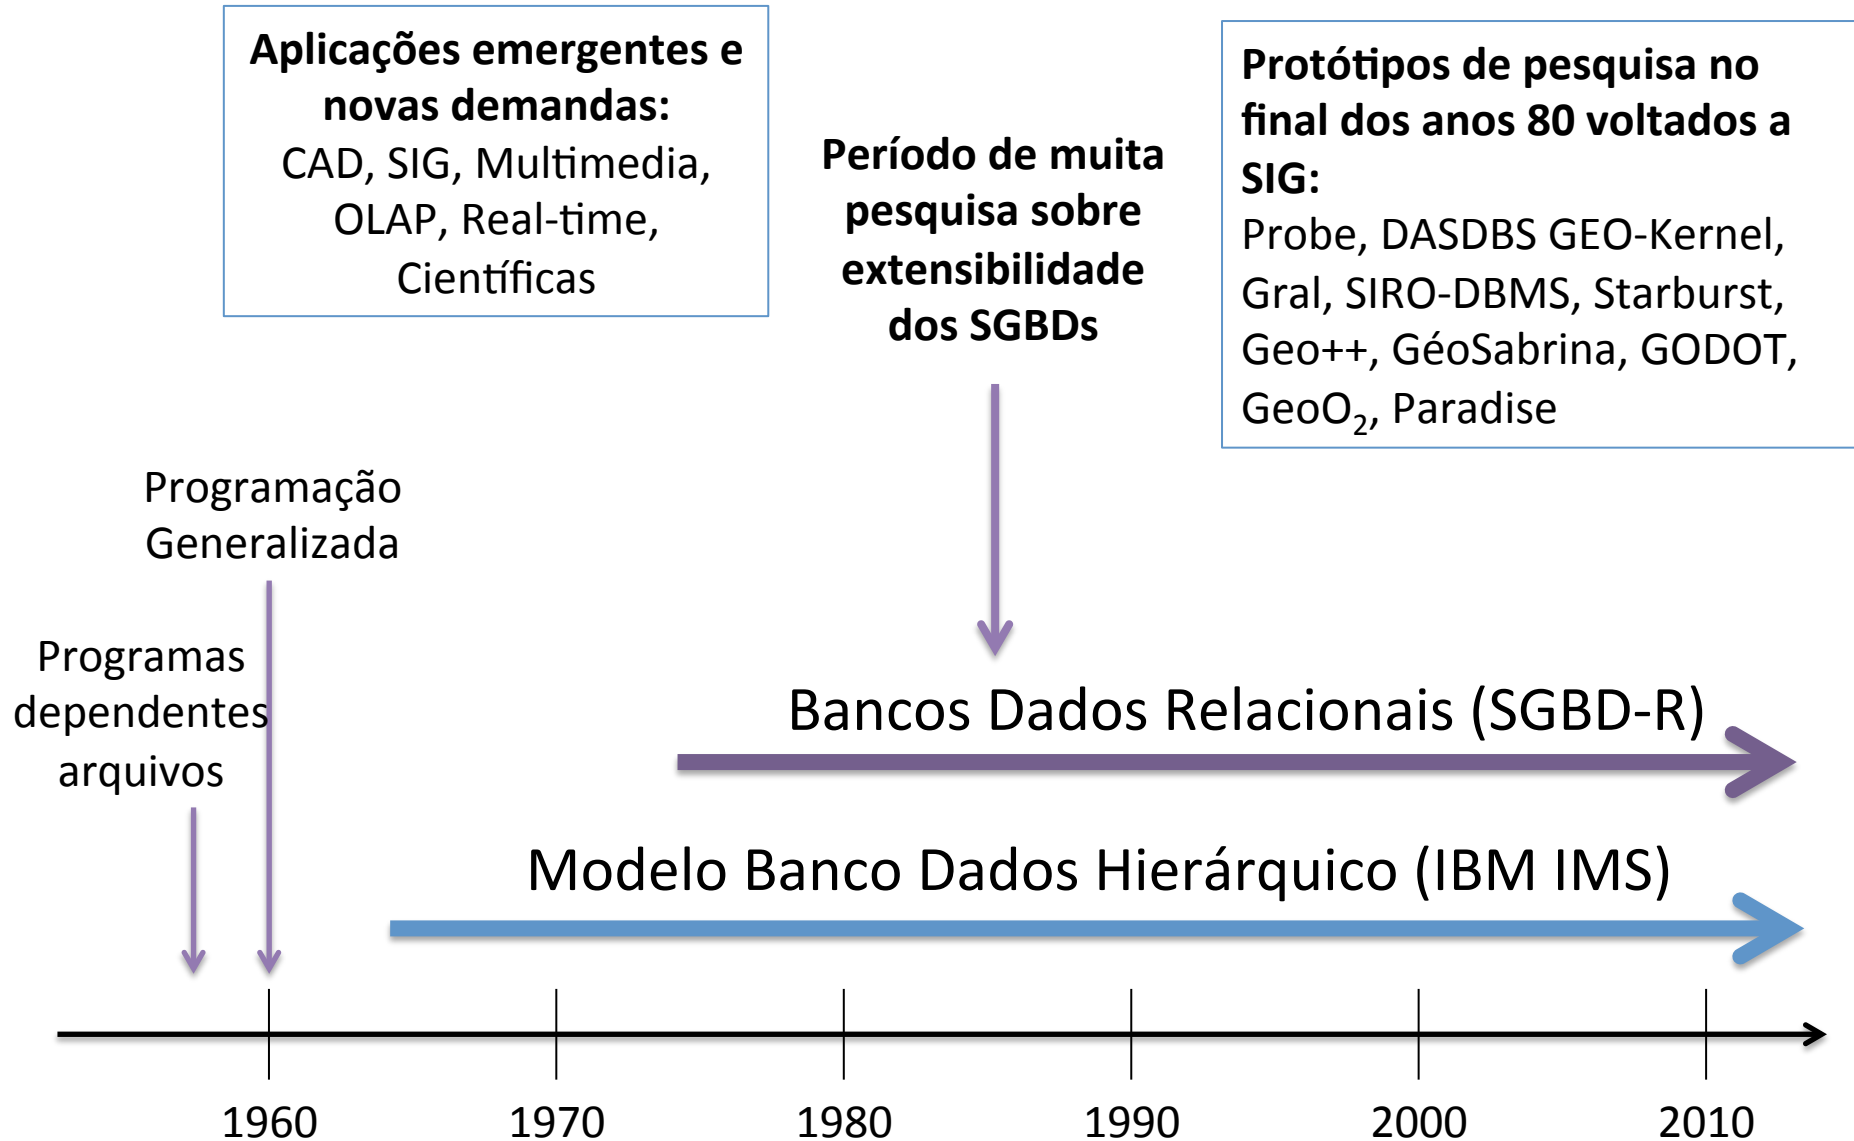 Aplicações emergentes e
novas demandas:
CAD, SIG, Multimedia,
OLAP, Real-time,
Científicas
Período de muita
pesquisa sobre
extensibilidade
dos SGBDs
Protótipos de pesquisa no
final dos anos 80 voltados a
SIG:
Probe, DASDBS GEO-Kernel,
Gral, SIRO-DBMS, Starburst,
Geo++, GéoSabrina, GODOT,
GeoO₂, Paradise
Programação
Generalizada
Programas
dependentes
arquivos
Bancos Dados Relacionais (SGBD-R)
Modelo Banco Dados Hierárquico (IBM IMS)
1960 1970 1980 1990 2000 2010